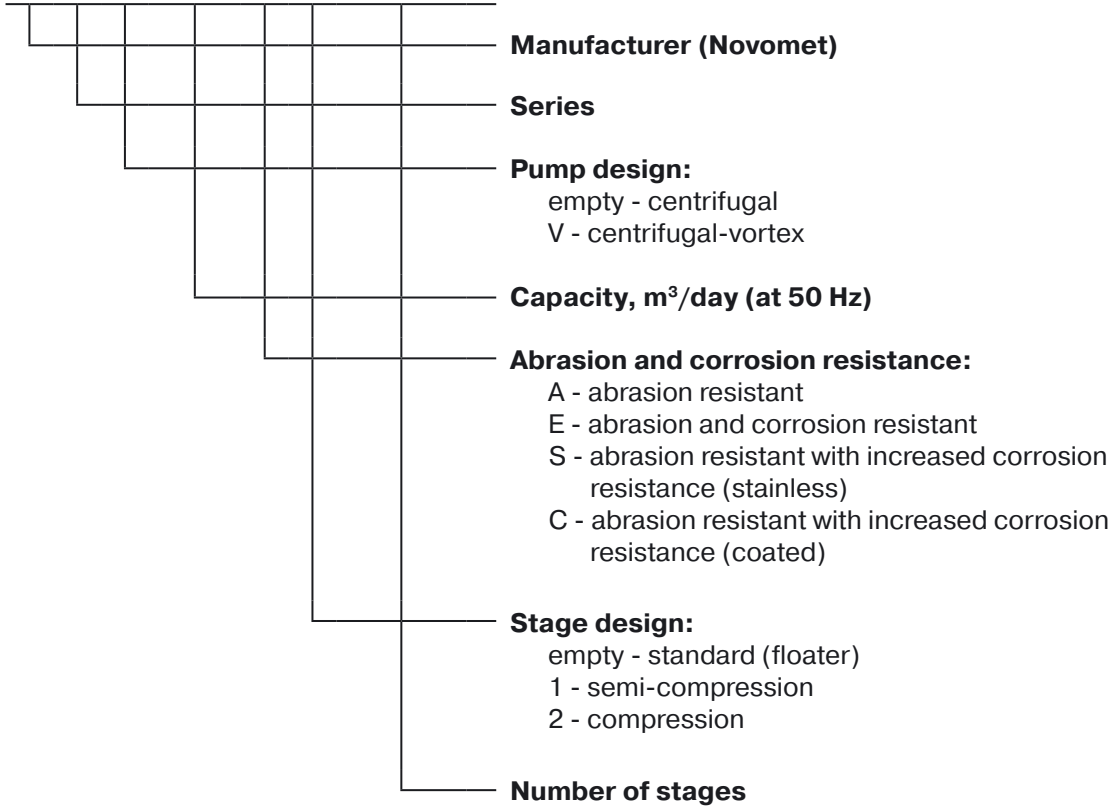 Manufacturer (Novomet)
Series
Pump design:
empty - centrifugal
V - centrifugal-vortex
Capacity, m³/day (at 50 Hz)
Abrasion and corrosion resistance:
A - abrasion resistant
E - abrasion and corrosion resistant
S - abrasion resistant with increased corrosion
resistance (stainless)
C - abrasion resistant with increased corrosion
resistance (coated)
Stage design:
empty - standard (floater)
1 - semi-compression
2 - compression
Number of stages